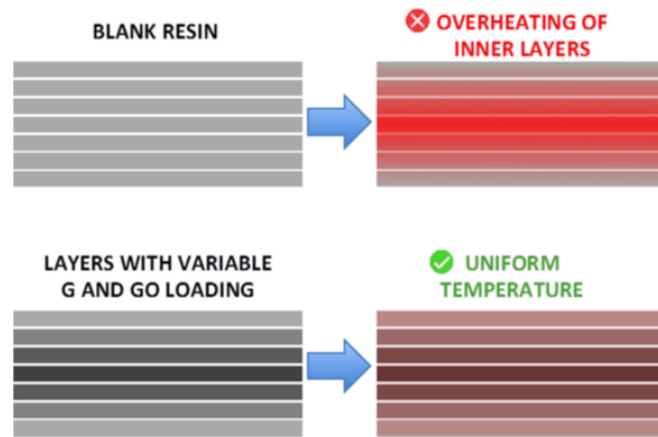 BLANK RESIN
OVERHEATING OF
INNER LAYERS
LAYERS WITH VARIABLE
G AND GO LOADING
UNIFORM
TEMPERATURE